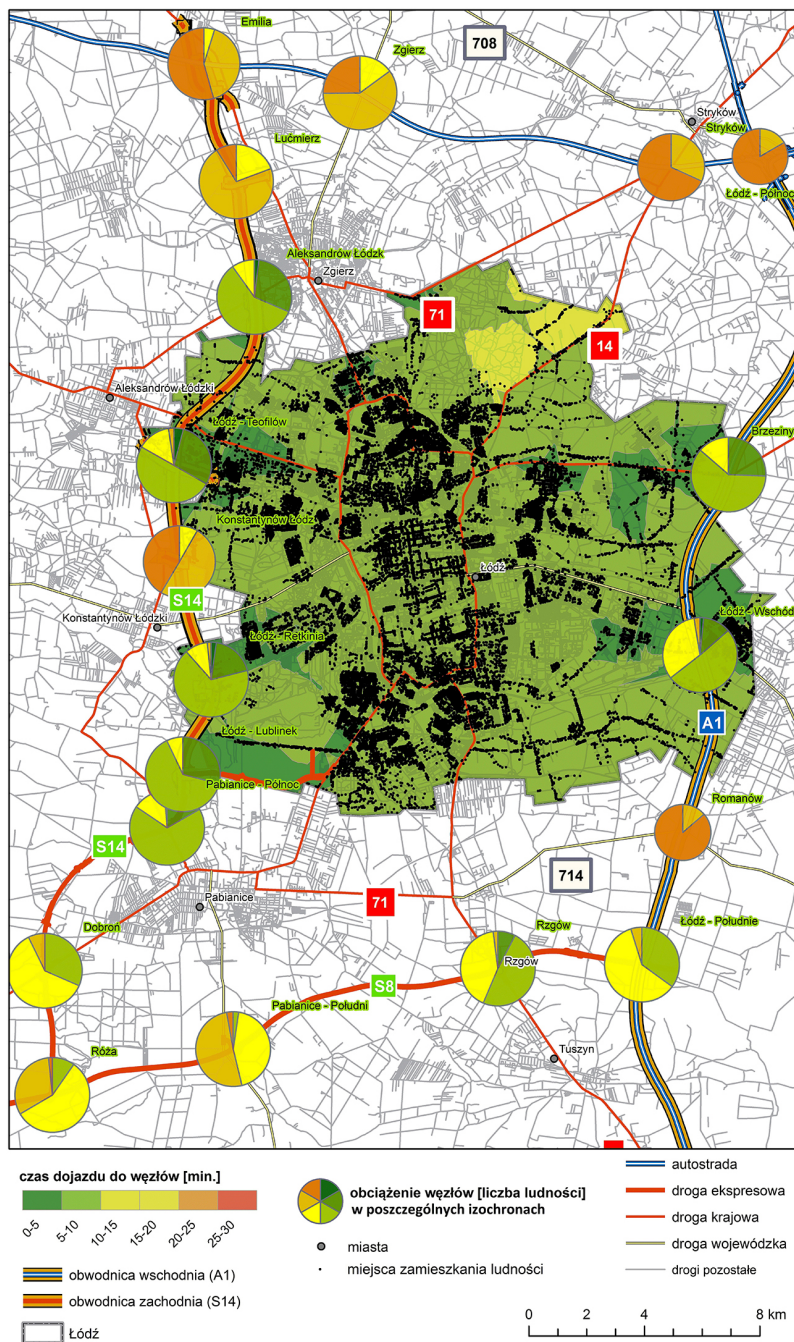 Emilia
708
Zgierz
Stryków
Stryków
Lućmierz
Łódź - Północ
Aleksandrów Łódzk
Zgierz
71
14
Aleksandrów Łódzki
Łódź - Teofilów
Brzeziny
Konstantynów Łódz
Łódź
S14
Konstantynów Łódzki
Łódź - Retkinia
Łódź - Wschód
Łódź - Lublinek
A1
Pabianice - Północ
Romanów
S14
714
Pabianice
71
Dobroń
Rzgów
Łódź - Południe
Rzgów
S8
Pabianice - Południ
Róża
Tuszyn
czas dojazdu do węzłów [min.]
0-5
5-10
10-15
15-20
20-25
25-30
obwodnica wschodnia (A1)
obwodnica zachodnia (S14)
Łódź
obciążenie węzłów [liczba ludności]
w poszczególnych izochronach
miasta
miejsca zamieszkania ludności
autostrada
droga ekspresowa
droga krajowa
droga wojewódzka
drogi pozostałe
0 2 4 8 km